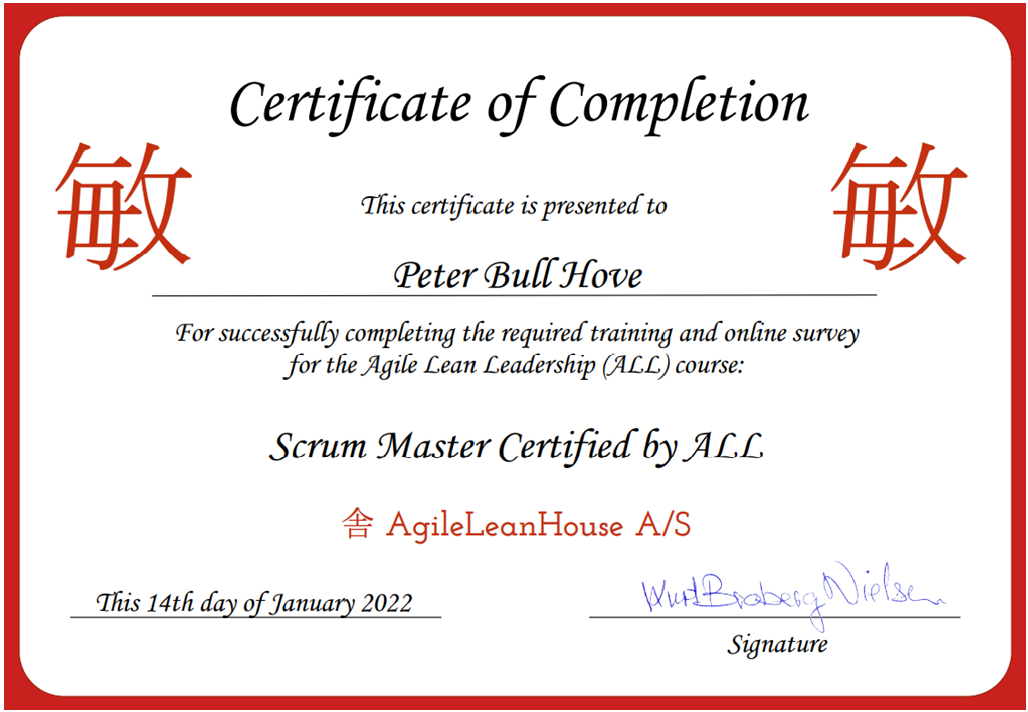 Certificate of Completion
敏
敏
This certificate is presented to
Peter Bull Hove
For successfully completing the required training and online survey
for the Agile Lean Leadership (ALL) course:
Scrum Master Certified by ALL
舎 AgileLeanHouse A/S
This 14th day of January 2022
Kurt Broberg Nielsen
Signature